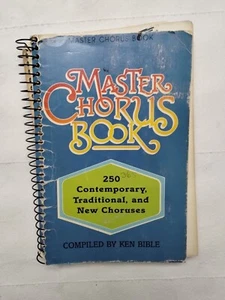 MASTER CHORUS BOOK
MASTER
CHORUS
BOOK
250
Contemporary,
Traditional, and
New Choruses
COMPILED BY KEN BIBLE